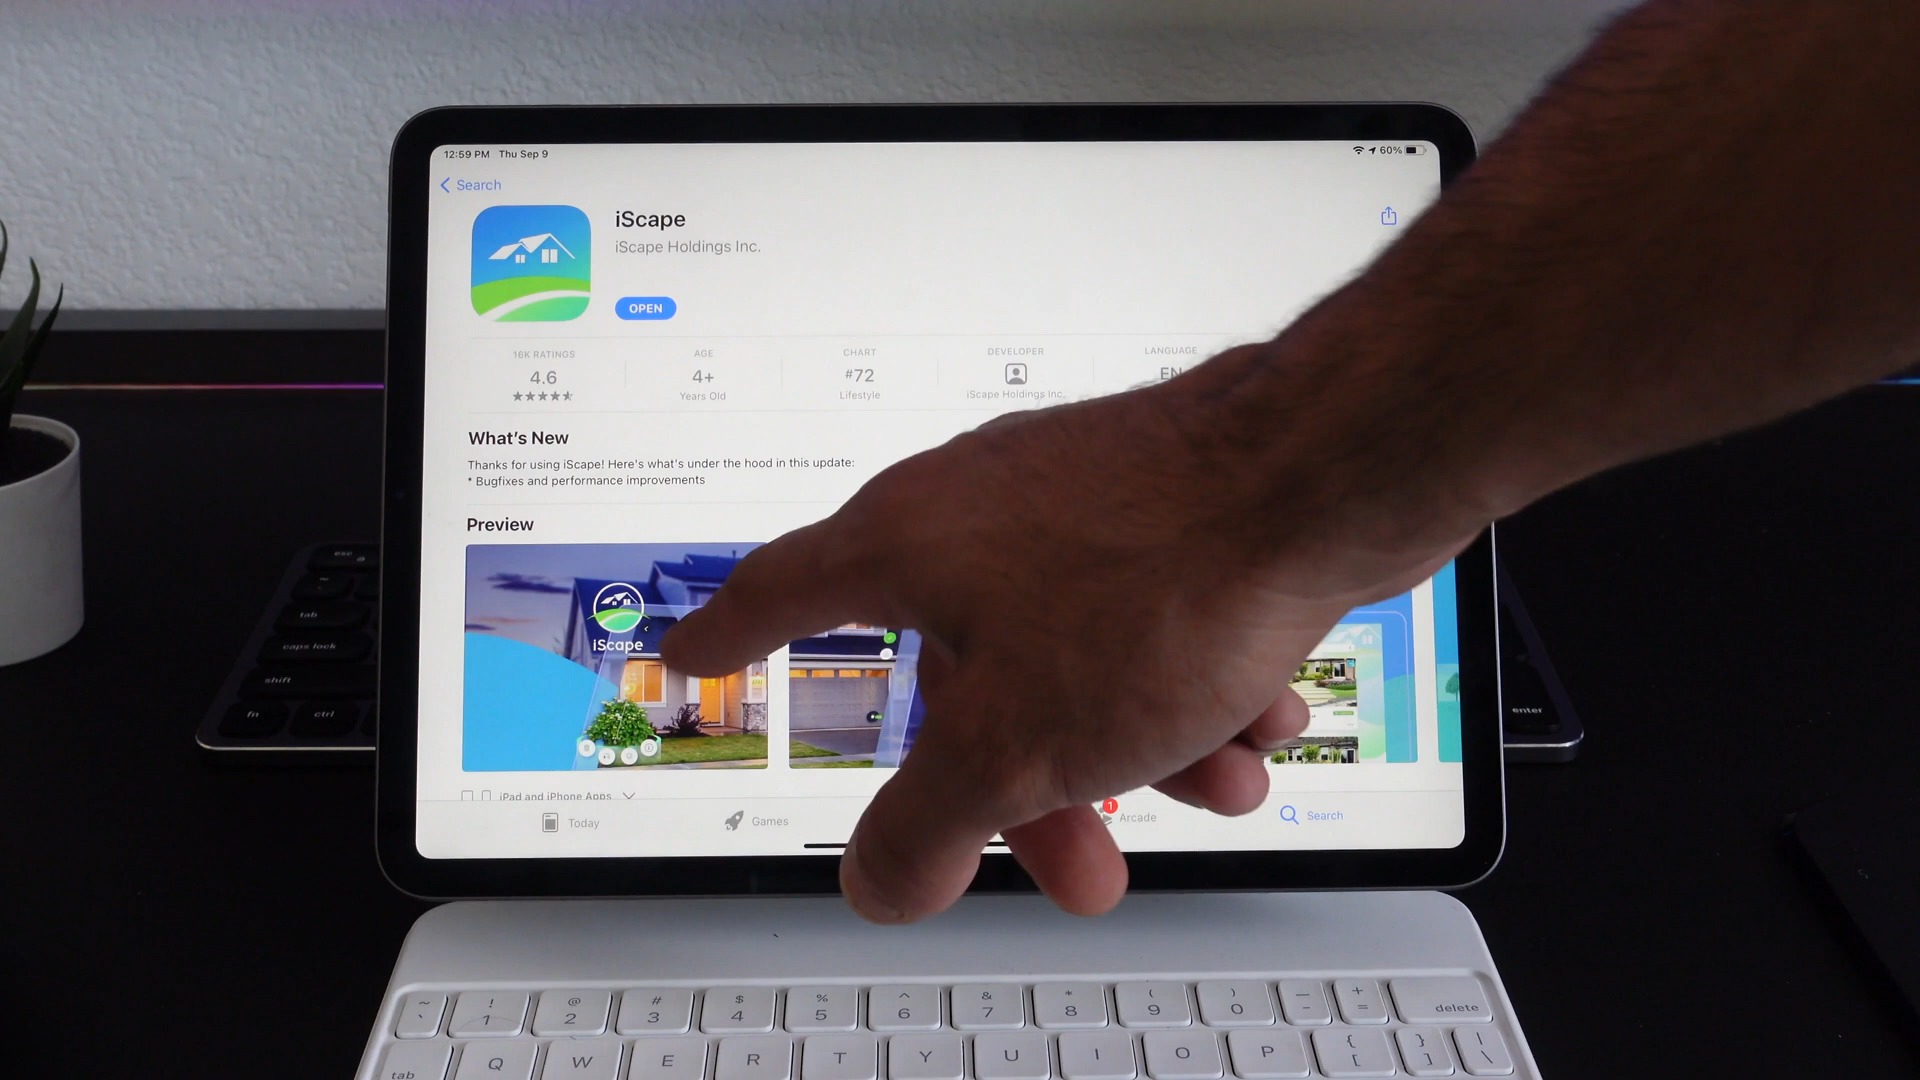 12:59 PM Thu Sep 9
60%
Search
iScape
iScape Holdings Inc.
OPEN
16K RATINGS
4.6
AGE
4+
Years Old
CHART
#72
Lifestyle
DEVELOPER
iScape Holdings Inc.
LANGUAGE
EN
What's New
Thanks for using iScape! Here's what's under the hood in this update:
* Bugfixes and performance improvements
Preview
iScape
iPad and iPhone Apps
Today
Games
1
Arcade
Search
esc
tab
caps lock
shift
fn
ctrl
enter
~ ! @ # $ % ^ & * ( ) — +
` 1 2 3 4 5 6 7 8 9 0 - = delete
{ } |
tab Q W E R T Y U I O P [ ] \